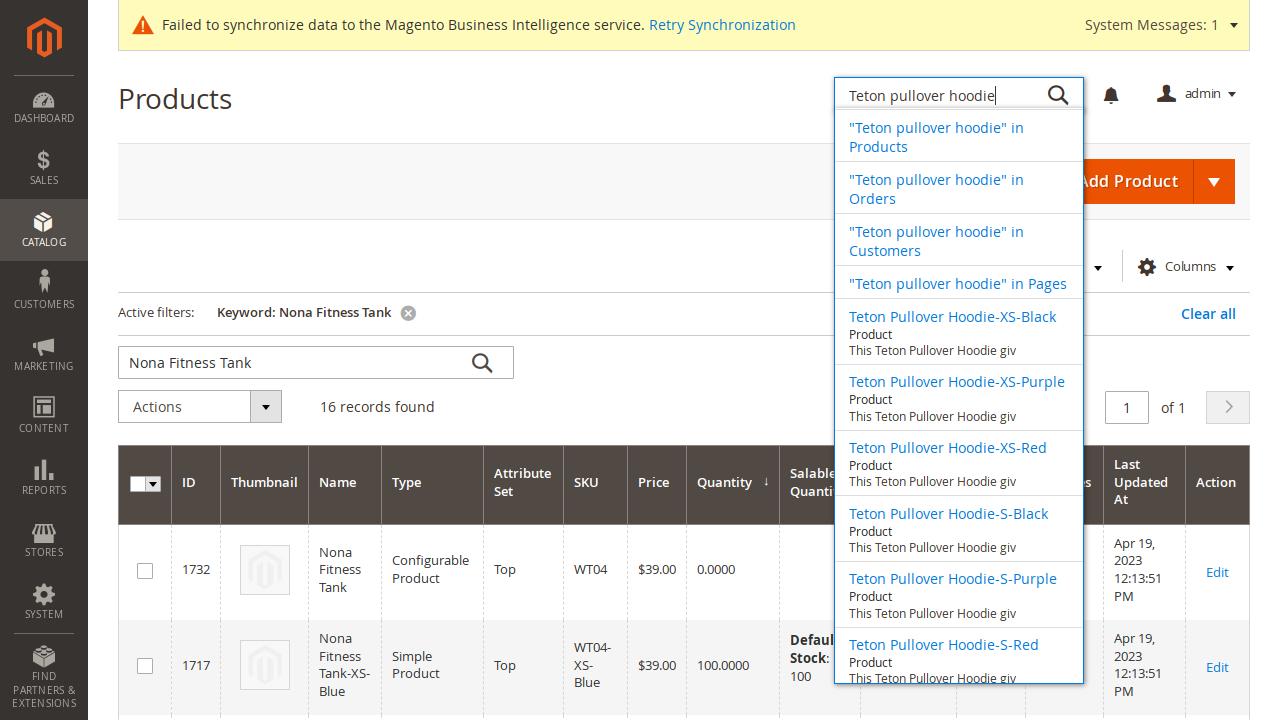 Failed to synchronize data to the Magento Business Intelligence service. Retry Synchronization
System Messages: 1
Products
Teton pullover hoodie
admin
"Teton pullover hoodie" in
Products
"Teton pullover hoodie" in
Orders
"Teton pullover hoodie" in
Customers
"Teton pullover hoodie" in Pages
Teton Pullover Hoodie-XS-Black
Product
This Teton Pullover Hoodie giv
Teton Pullover Hoodie-XS-Purple
Product
This Teton Pullover Hoodie giv
Teton Pullover Hoodie-XS-Red
Product
This Teton Pullover Hoodie giv
Teton Pullover Hoodie-S-Black
Product
This Teton Pullover Hoodie giv
Teton Pullover Hoodie-S-Purple
Product
This Teton Pullover Hoodie giv
Teton Pullover Hoodie-S-Red
Product
This Teton Pullover Hoodie giv
DASHBOARD
$
SALES
CATALOG
CUSTOMERS
MARKETING
CONTENT
REPORTS
STORES
SYSTEM
FIND
PARTNERS &
EXTENSIONS
Add Product
Columns
Active filters:
Keyword: Nona Fitness Tank
Clear all
Nona Fitness Tank
Actions
16 records found
1
of 1
ID
Thumbnail
Name
Type
Attribute
Set
SKU
Price
Quantity ↓
Salable
Quanti
s
Last
Updated
At
Action
1732
Nona
Fitness
Tank
Configurable
Product
Top
WT04
$39.00
0.0000
Apr 19,
2023
12:13:51
PM
Edit
1717
Nona
Fitness
Tank-XS-
Blue
Simple
Product
Top
WT04-
XS-
Blue
$39.00
100.0000
Defaul
Stock:
100
Apr 19,
2023
12:13:51
PM
Edit